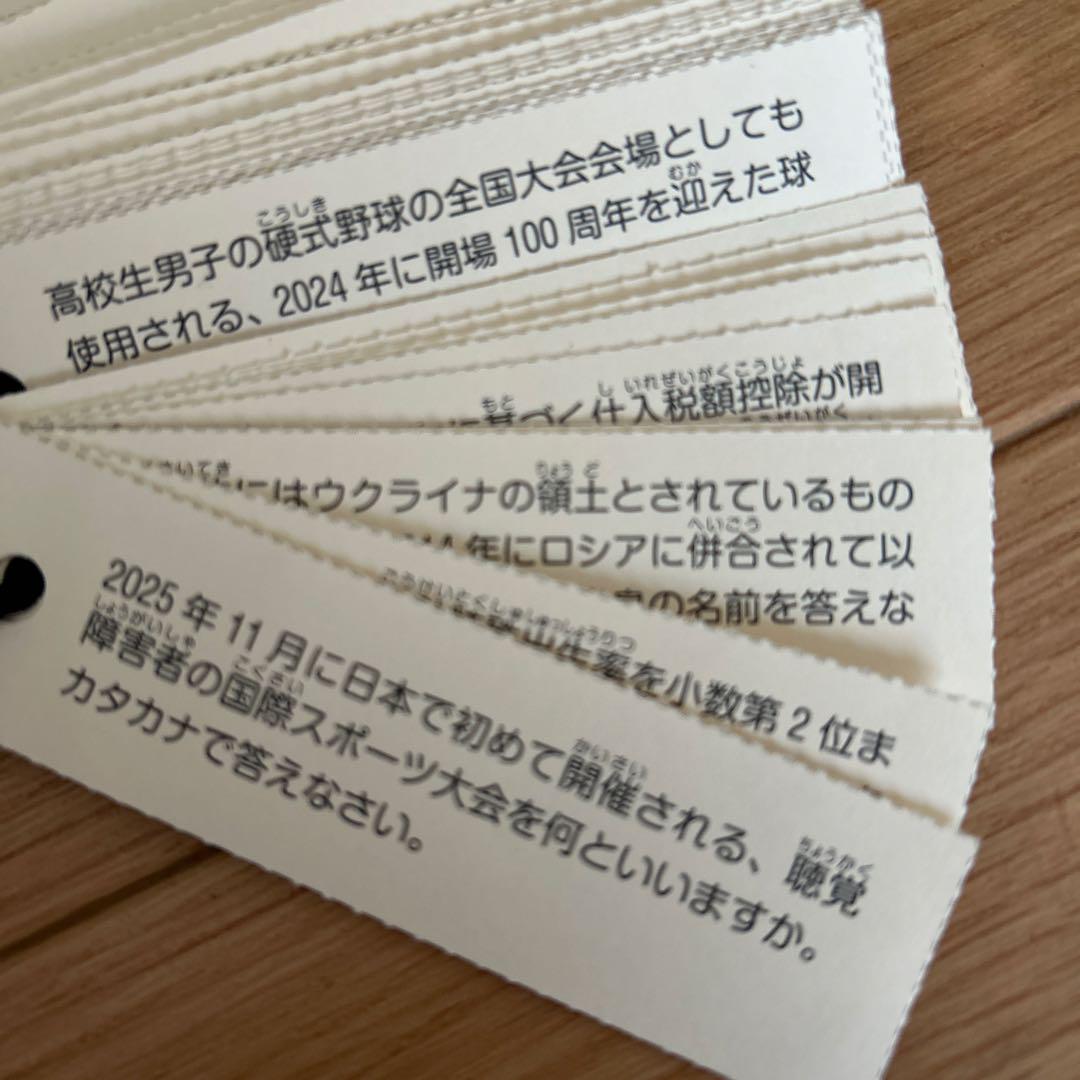 高校生男子の硬式野球の全国大会会場としても
使用される、2024年に開場100周年を迎えた球
基づく仕入税額控除が開
にはウクライナの領土とされているもの
年にロシアに併合されて以
の名前を答えな
率を小数第2位ま
2025年11月に日本で初めて開催される、聴覚
障害者の国際スポーツ大会を何といいますか。
カタカナで答えなさい。